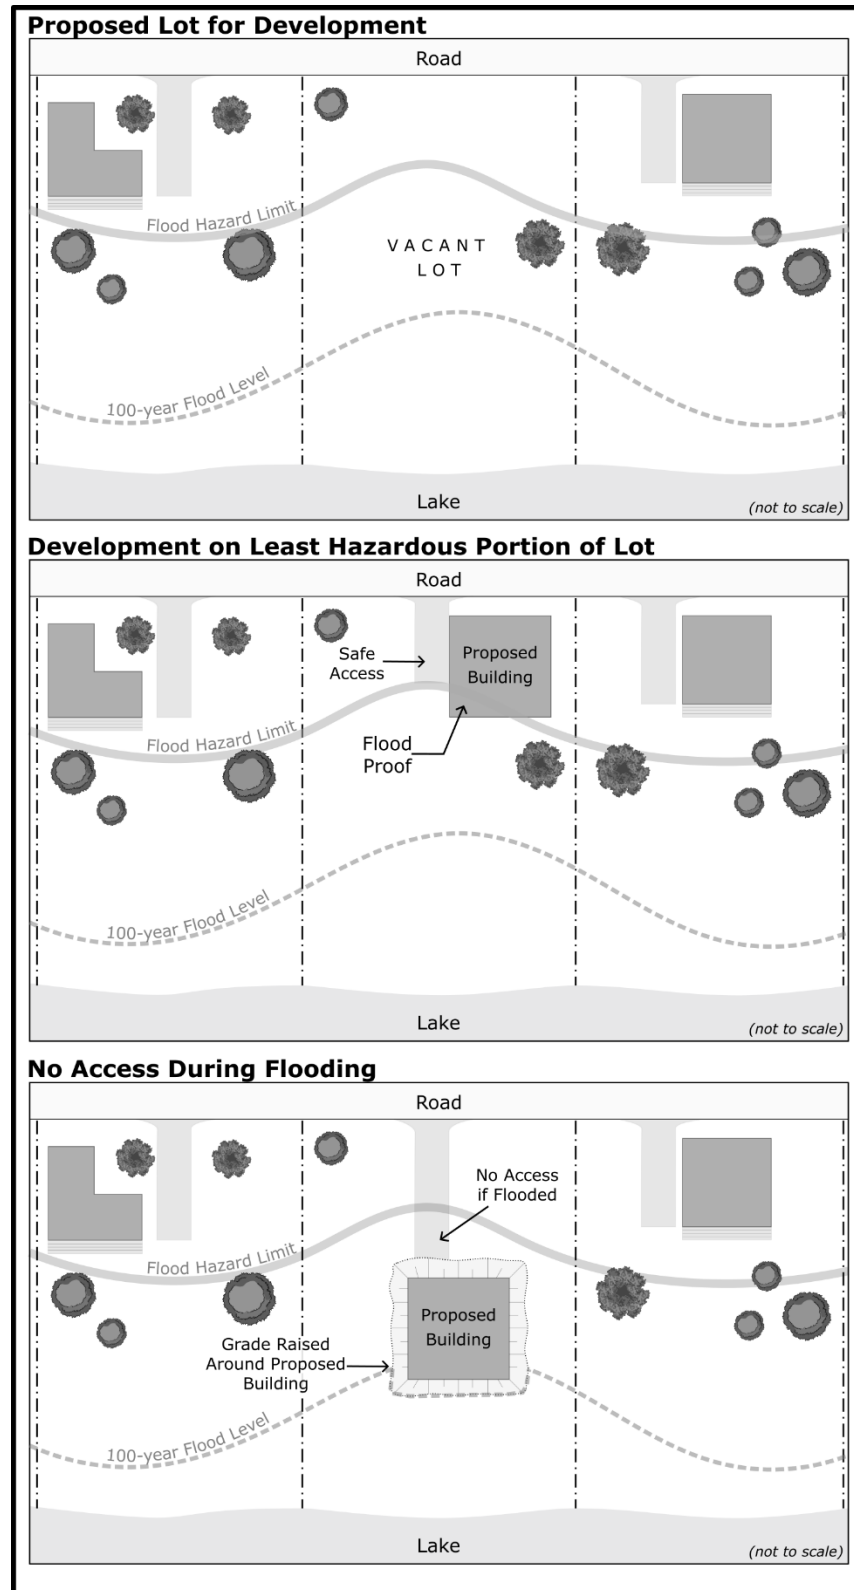 Proposed Lot for Development
Road
Flood Hazard Limit
VACANT
LOT
100-year Flood Level
Lake
(not to scale)
Development on Least Hazardous Portion of Lot
Road
Safe
Access
Proposed
Building
Flood Hazard Limit
Flood
Proof
100-year Flood Level
Lake
(not to scale)
No Access During Flooding
Road
No Access
if Flooded
Flood Hazard Limit
Proposed
Building
Grade Raised
Around Proposed
Building
100-year Flood Level
Lake
(not to scale)